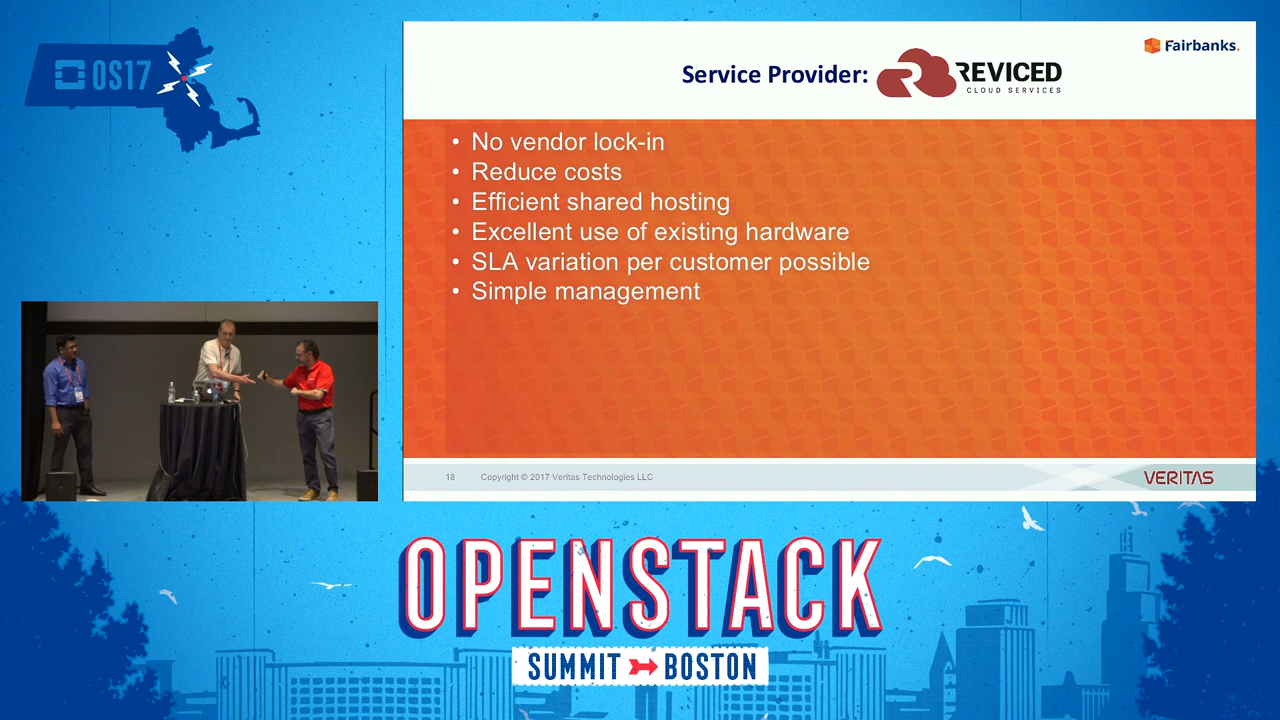 OS17
Fairbanks.
Service Provider:
REVICED
CLOUD SERVICES
• No vendor lock-in
• Reduce costs
• Efficient shared hosting
• Excellent use of existing hardware
• SLA variation per customer possible
• Simple management
18 Copyright © 2017 Veritas Technologies LLC
VERITAS
OPENSTACK
SUMMIT BOSTON